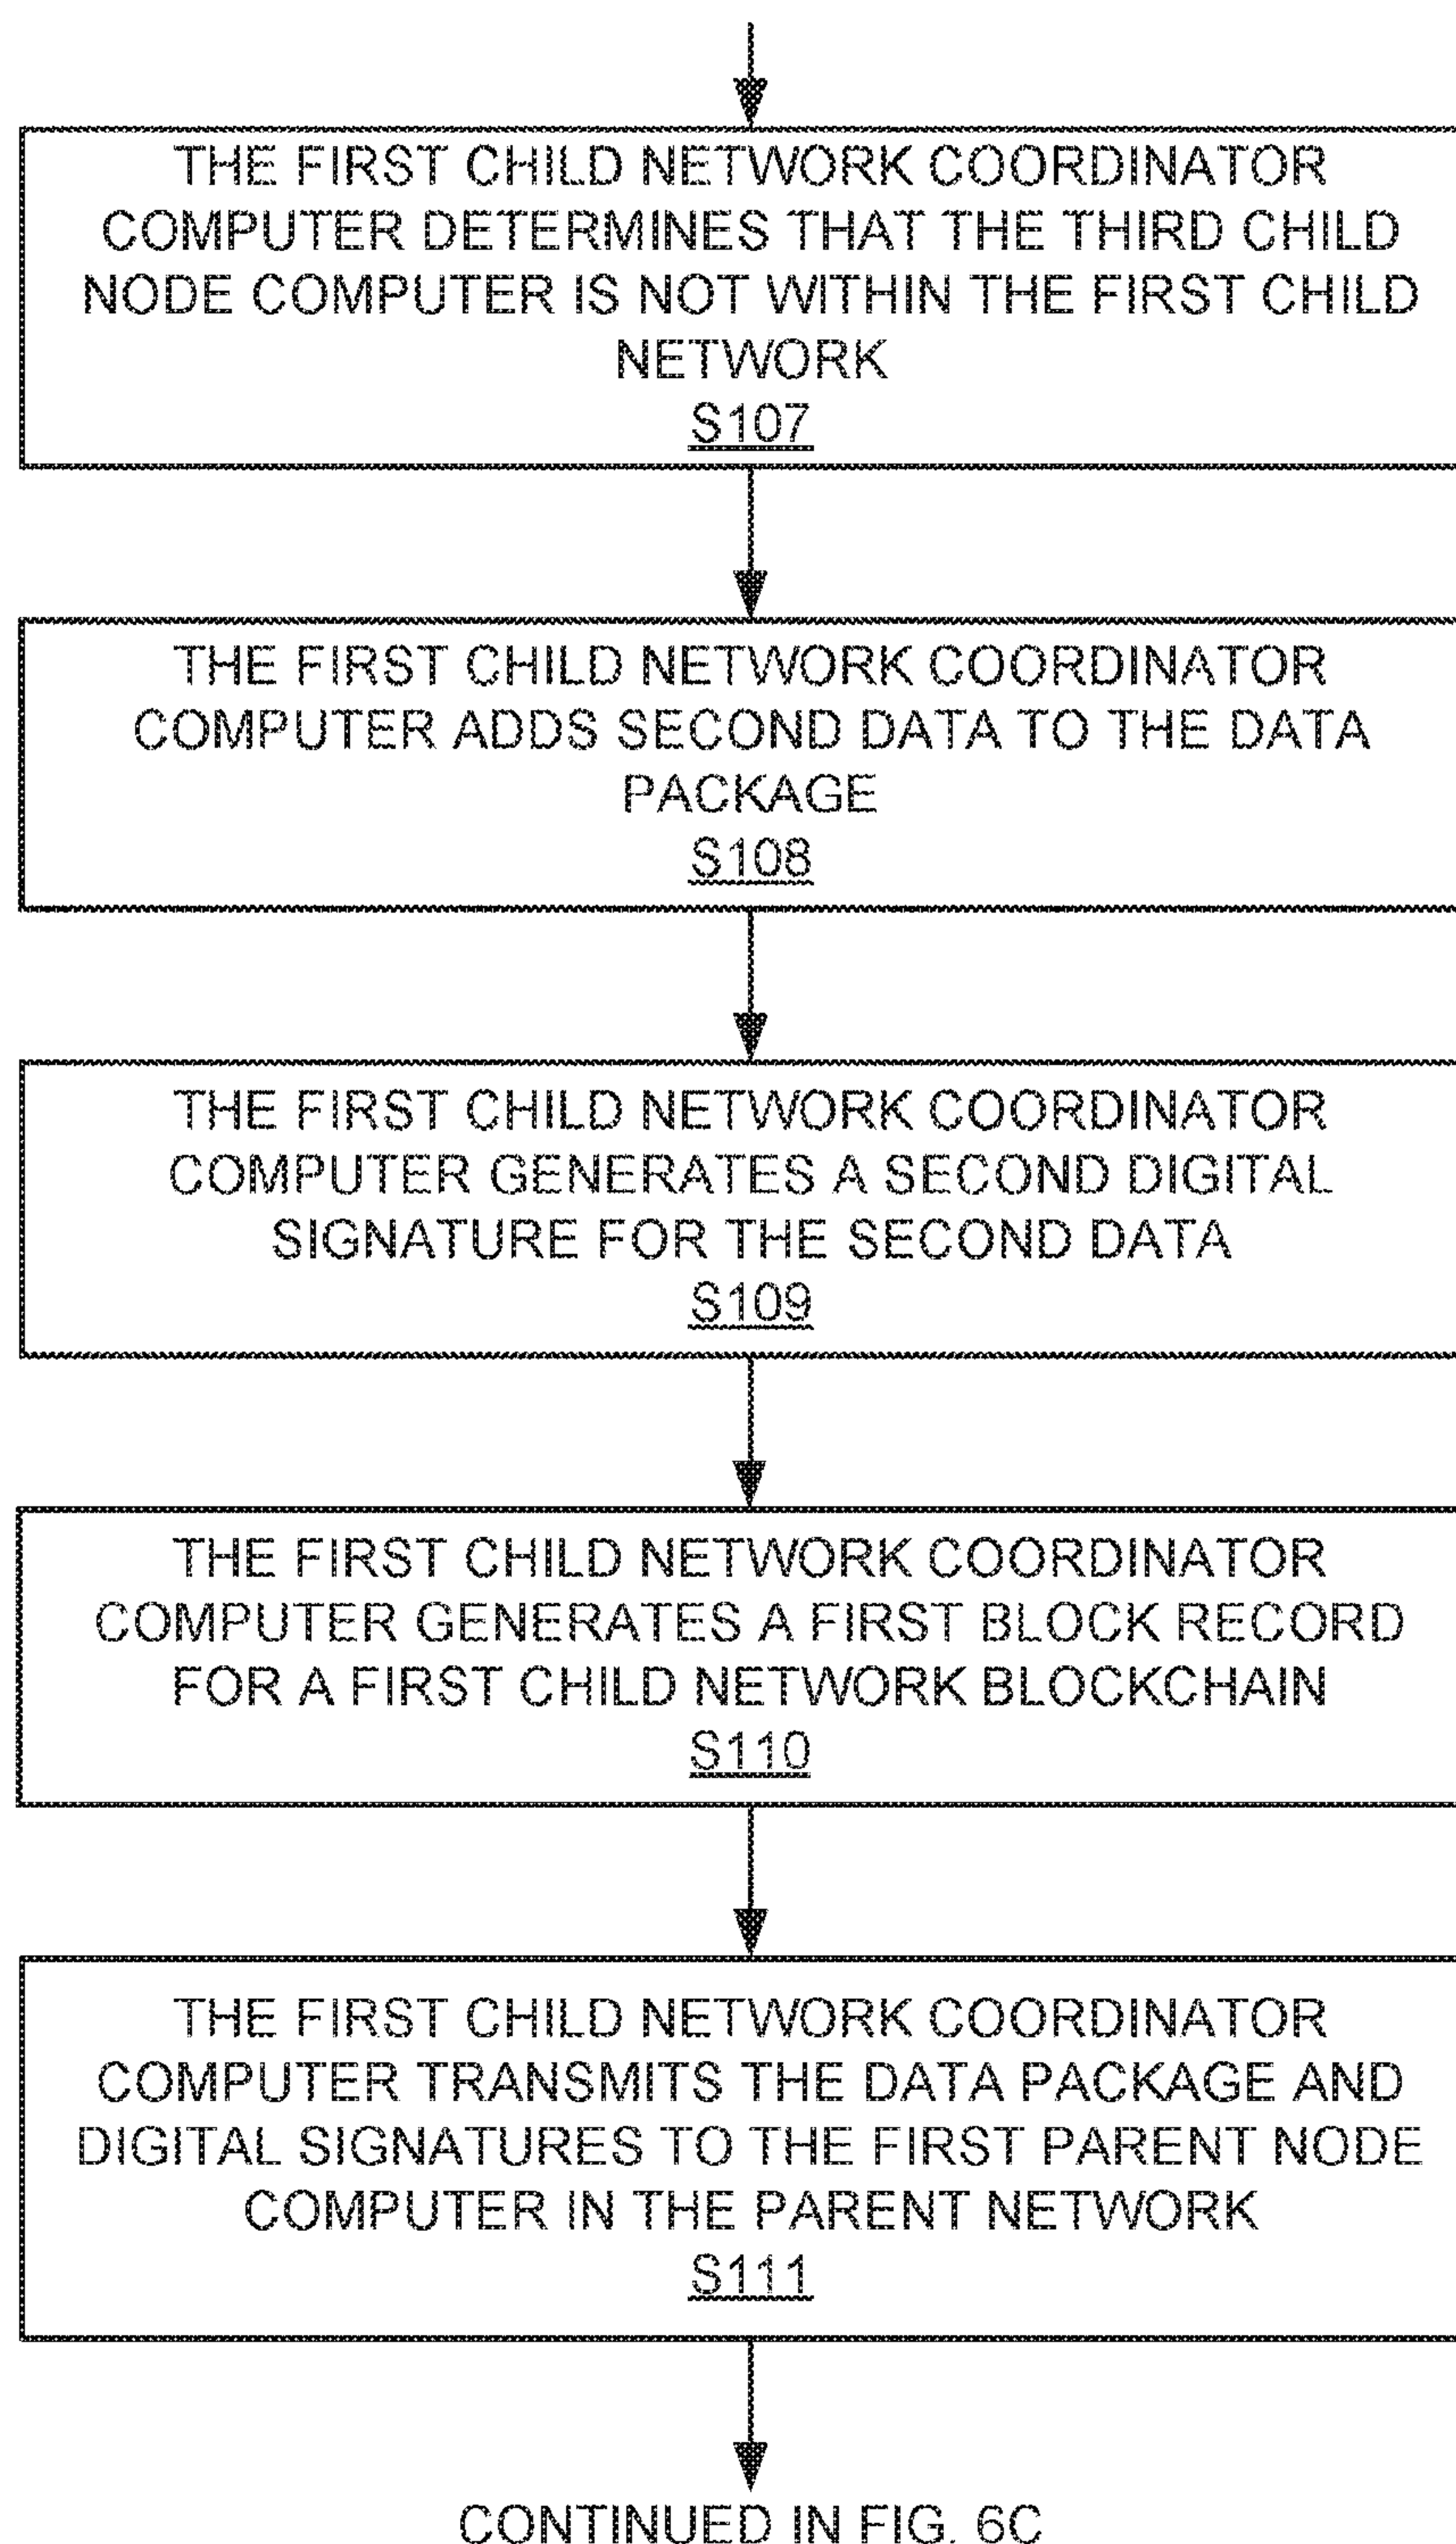 THE FIRST CHILD NETWORK COORDINATOR
COMPUTER DETERMINES THAT THE THIRD CHILD
NODE COMPUTER IS NOT WITHIN THE FIRST CHILD
NETWORK
S107
THE FIRST CHILD NETWORK COORDINATOR
COMPUTER ADDS SECOND DATA TO THE DATA
PACKAGE
S108
THE FIRST CHILD NETWORK COORDINATOR
COMPUTER GENERATES A SECOND DIGITAL
SIGNATURE FOR THE SECOND DATA
S109
THE FIRST CHILD NETWORK COORDINATOR
COMPUTER GENERATES A FIRST BLOCK RECORD
FOR A FIRST CHILD NETWORK BLOCKCHAIN
S110
THE FIRST CHILD NETWORK COORDINATOR
COMPUTER TRANSMITS THE DATA PACKAGE AND
DIGITAL SIGNATURES TO THE FIRST PARENT NODE
COMPUTER IN THE PARENT NETWORK
S111
CONTINUED IN FIG. 6C